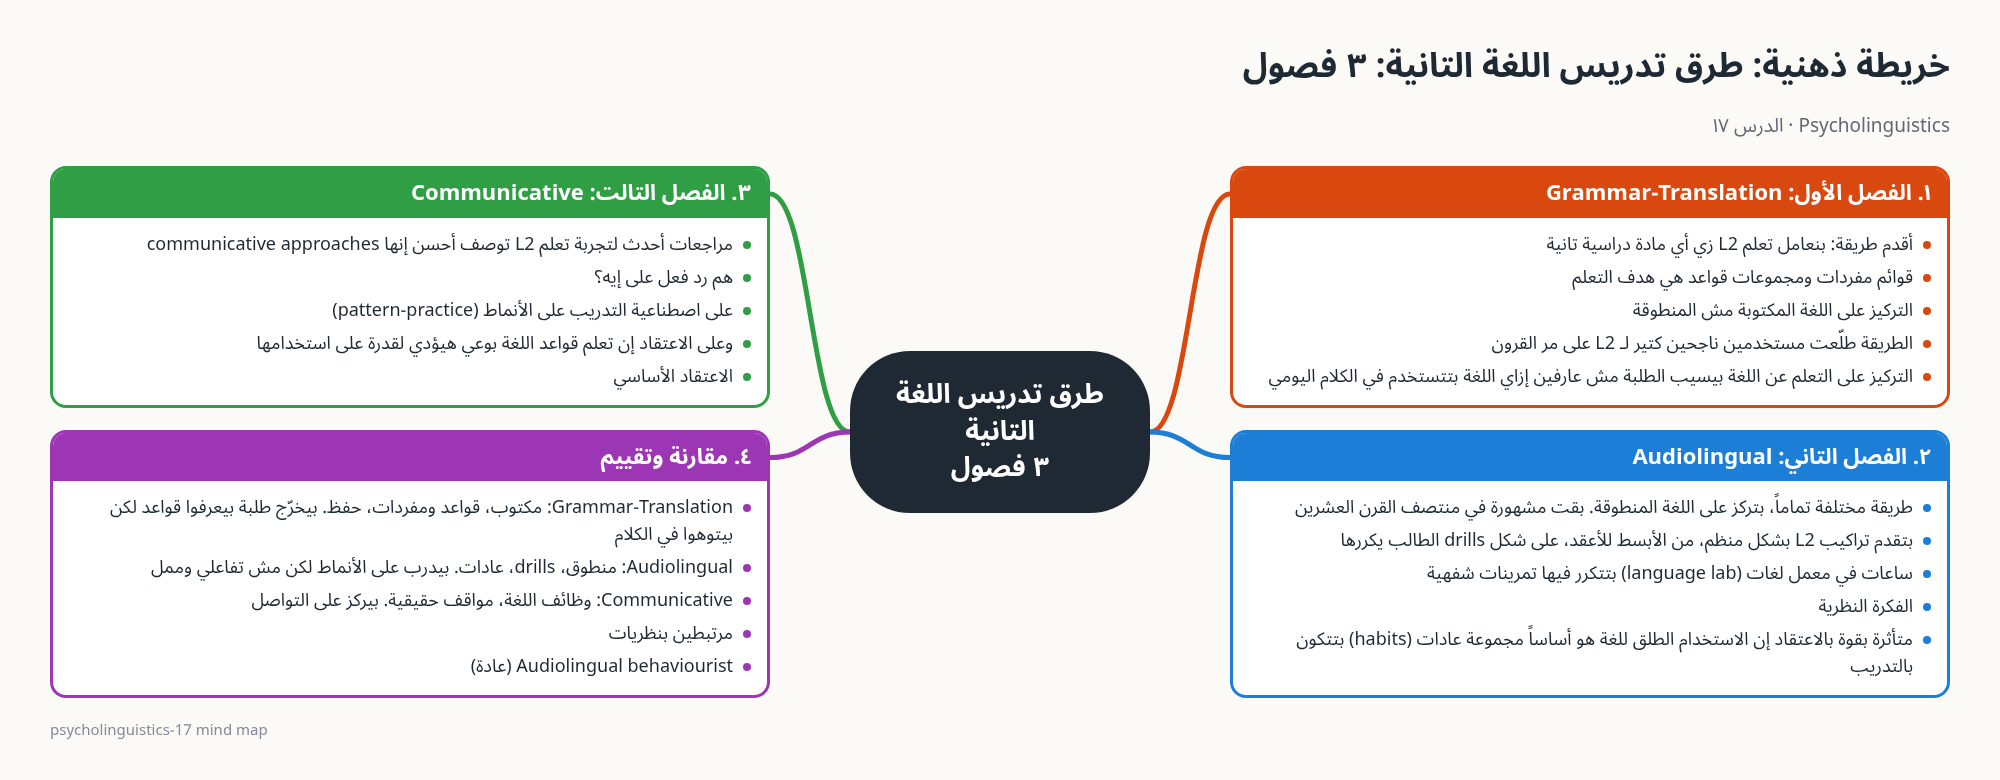 خريطة ذهنية: طرق تدريس اللغة التانية: ٣ فصول
Psycholinguistics · الدرس ١٧
١. الفصل الأول: Grammar-Translation
أقدم طريقة: بنعامل تعلم L2 زي أي مادة دراسية تانية
قوائم مفردات ومجموعات قواعد هي هدف التعلم
التركيز على اللغة المكتوبة مش المنطوقة
الطريقة طلّعت مستخدمين ناجحين كتير لـ L2 على مر القرون
التركيز على التعلم عن اللغة بيسيب الطلبة مش عارفين إزاي اللغة بتتستخدم في الكلام اليومي
٢. الفصل التاني: Audiolingual
طريقة مختلفة تماماً، بتركز على اللغة المنطوقة. بقت مشهورة في منتصف القرن العشرين
بتقدم تراكيب L2 بشكل منظم، من الأبسط للأعقد، على شكل drills الطالب يكررها
ساعات في معمل لغات (language lab) بتتكرر فيها تمرينات شفهية
الفكرة النظرية
متأثرة بقوة بالاعتقاد إن الاستخدام الطلق للغة هو أساساً مجموعة عادات (habits) بتتكون
بالتدريب
طرق تدريس اللغة
التانية
٣ فصول
٣. الفصل التالت: Communicative
مراجعات أحدث لتجربة تعلم L2 توصف أحسن إنها communicative approaches
هم رد فعل على إيه؟
على اصطناعية التدريب على الأنماط (pattern-practice)
وعلى الاعتقاد إن تعلم قواعد اللغة بوعي هيؤدي لقدرة على استخدامها
الاعتقاد الأساسي
٤. مقارنة وتقييم
Grammar-Translation: مكتوب، قواعد ومفردات، حفظ. بيخرّج طلبة بيعرفوا قواعد لكن
بيتوهوا في الكلام
Audiolingual: منطوق، drills، عادات. بيدرب على الأنماط لكن مش تفاعلي وممل
Communicative: وظائف اللغة، مواقف حقيقية. بيركز على التواصل
مرتبطين بنظريات
Audiolingual behaviourist (عادة)
psycholinguistics-17 mind map